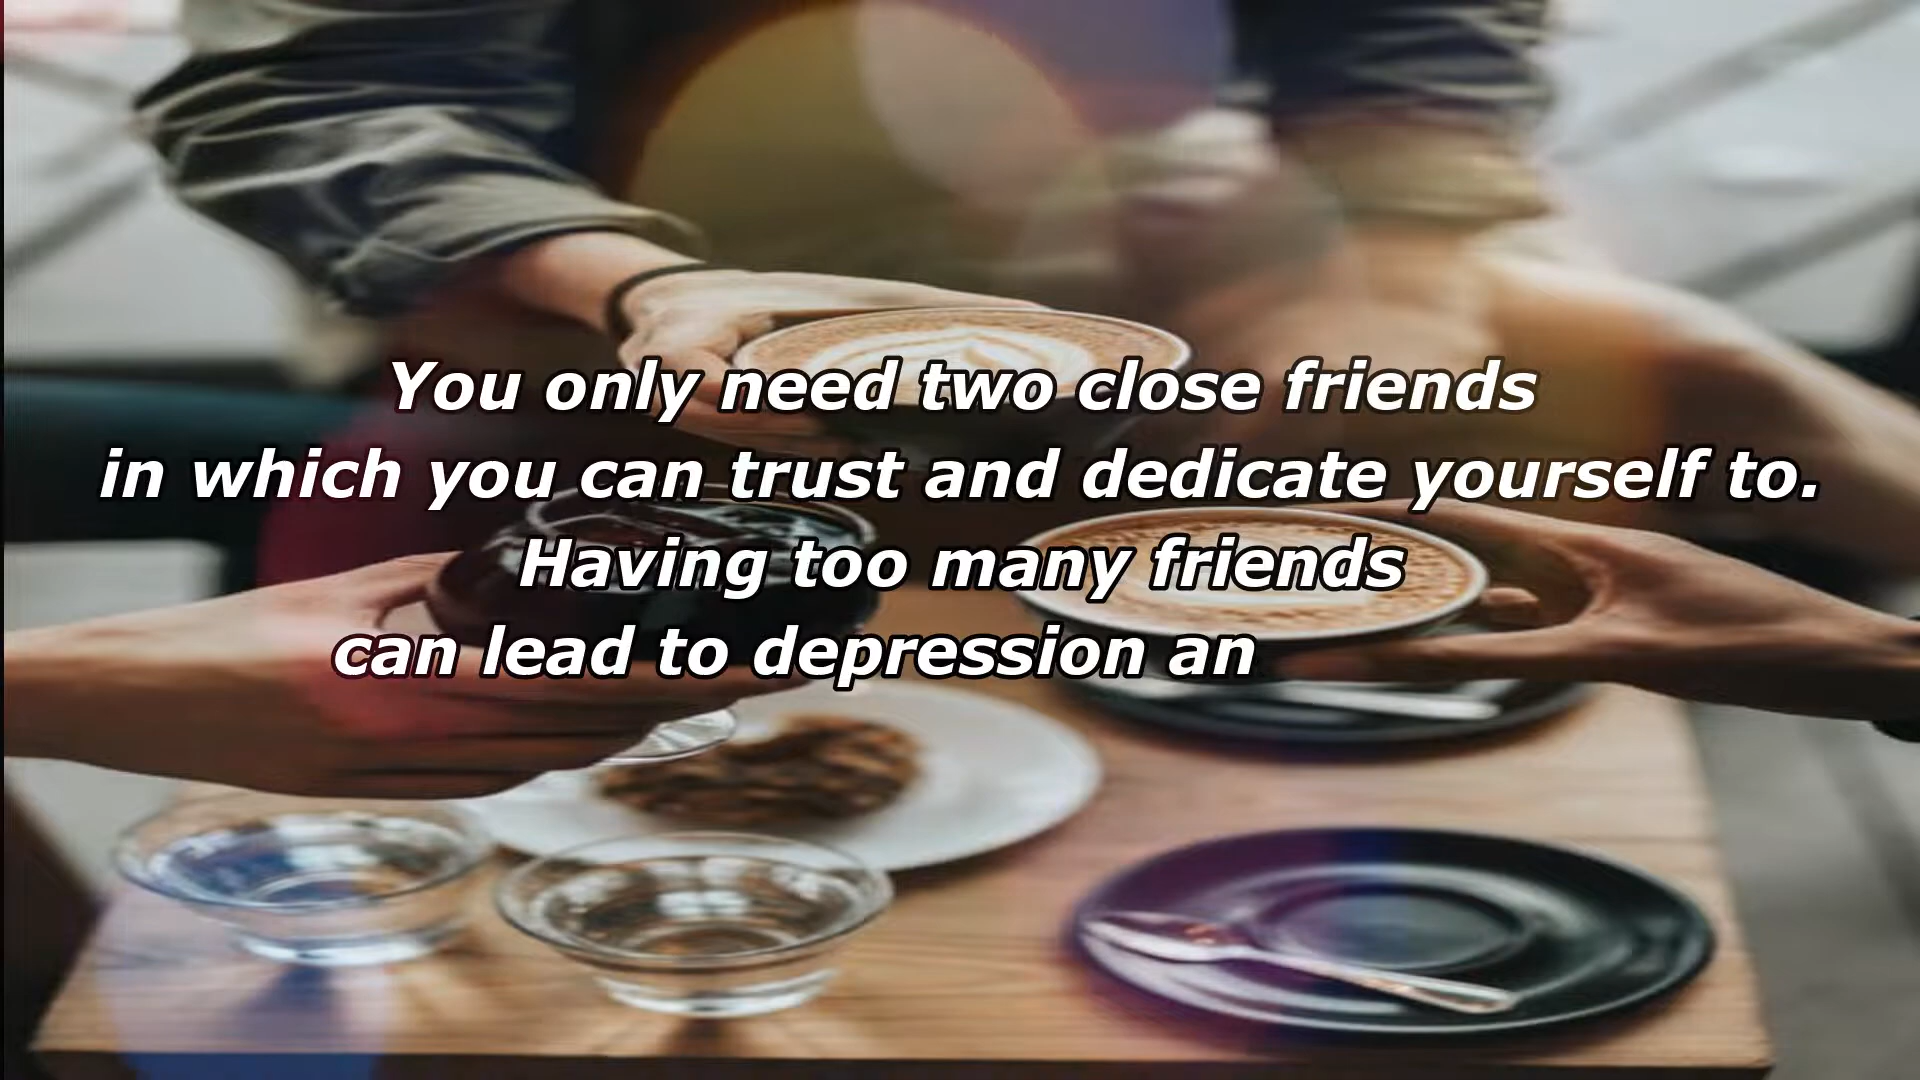 You only need two close friends
in which you can trust and dedicate yourself to.
Having too many friends
can lead to depression an